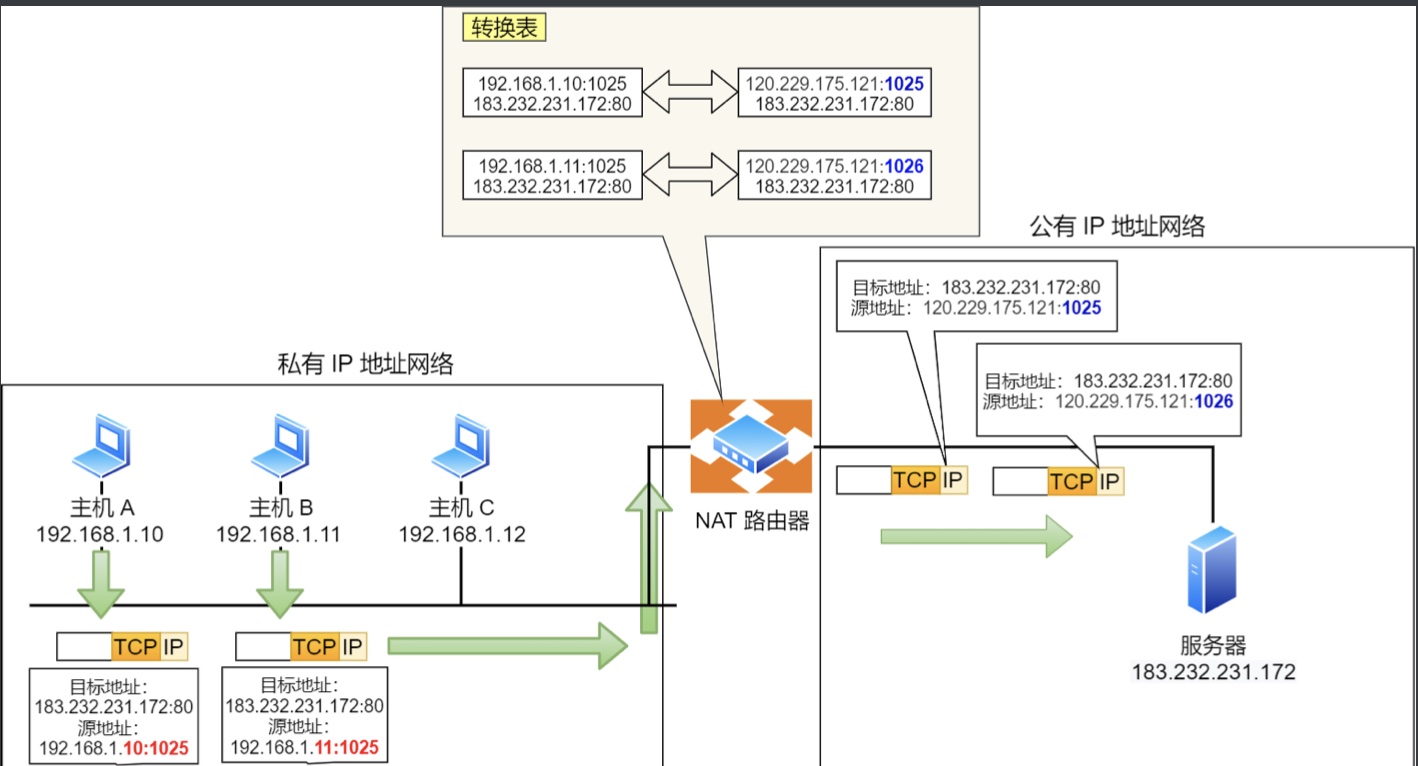 转换表
192.168.1.10:1025
183.232.231.172:80
120.229.175.121:1025
183.232.231.172:80
192.168.1.11:1025
183.232.231.172:80
120.229.175.121:1026
183.232.231.172:80
公有 IP 地址网络
目标地址：183.232.231.172:80
源地址：120.229.175.121:1025
目标地址：183.232.231.172:80
源地址：120.229.175.121:1026
私有 IP 地址网络
主机 A
192.168.1.10
主机 B
192.168.1.11
主机 C
192.168.1.12
NAT 路由器
TCP IP
TCP IP
服务器
183.232.231.172
TCP IP
目标地址：
183.232.231.172:80
源地址：
192.168.1.10:1025
TCP IP
目标地址：
183.232.231.172:80
源地址：
192.168.1.11:1025